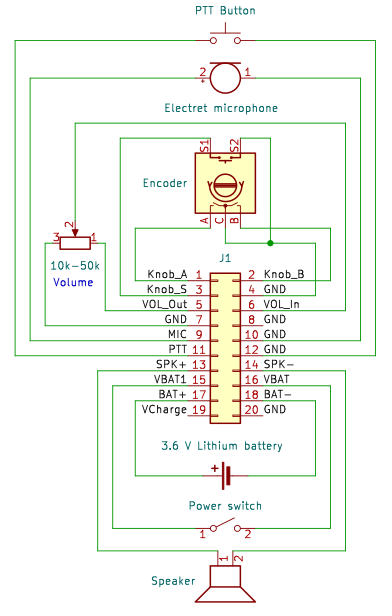 PTT Button
2 1
+
Electret microphone
S1 S2
Encoder
A C B
2
3 1
10k-50k
Volume
J1
Knob_A 1 2 Knob_B
Knob_S 3 4 GND
VOL_Out 5 6 VOL_In
GND 7 8 GND
MIC 9 10 GND
PTT 11 12 GND
SPK+ 13 14 SPK-
VBAT1 15 16 VBAT
BAT+ 17 18 BAT-
VCharge 19 20 GND
3.6 V Lithium battery
+
Power switch
1 2
1 2
Speaker